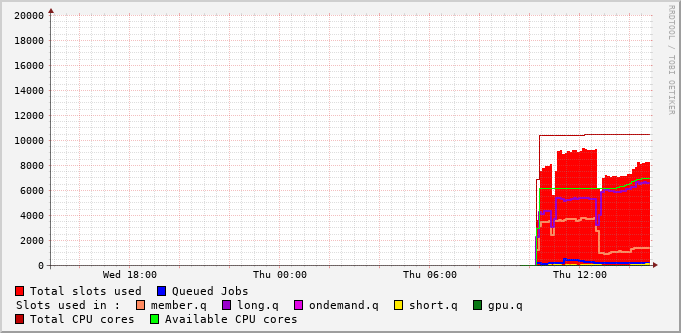 20000
18000
16000
14000
12000
10000
8000
6000
4000
2000
0
Wed 18:00 Thu 00:00 Thu 06:00 Thu 12:00
RRDTOOL / TOBI OETIKER
Total slots used Queued Jobs
Slots used in : member.q long.q ondemand.q short.q gpu.q
Total CPU cores Available CPU cores